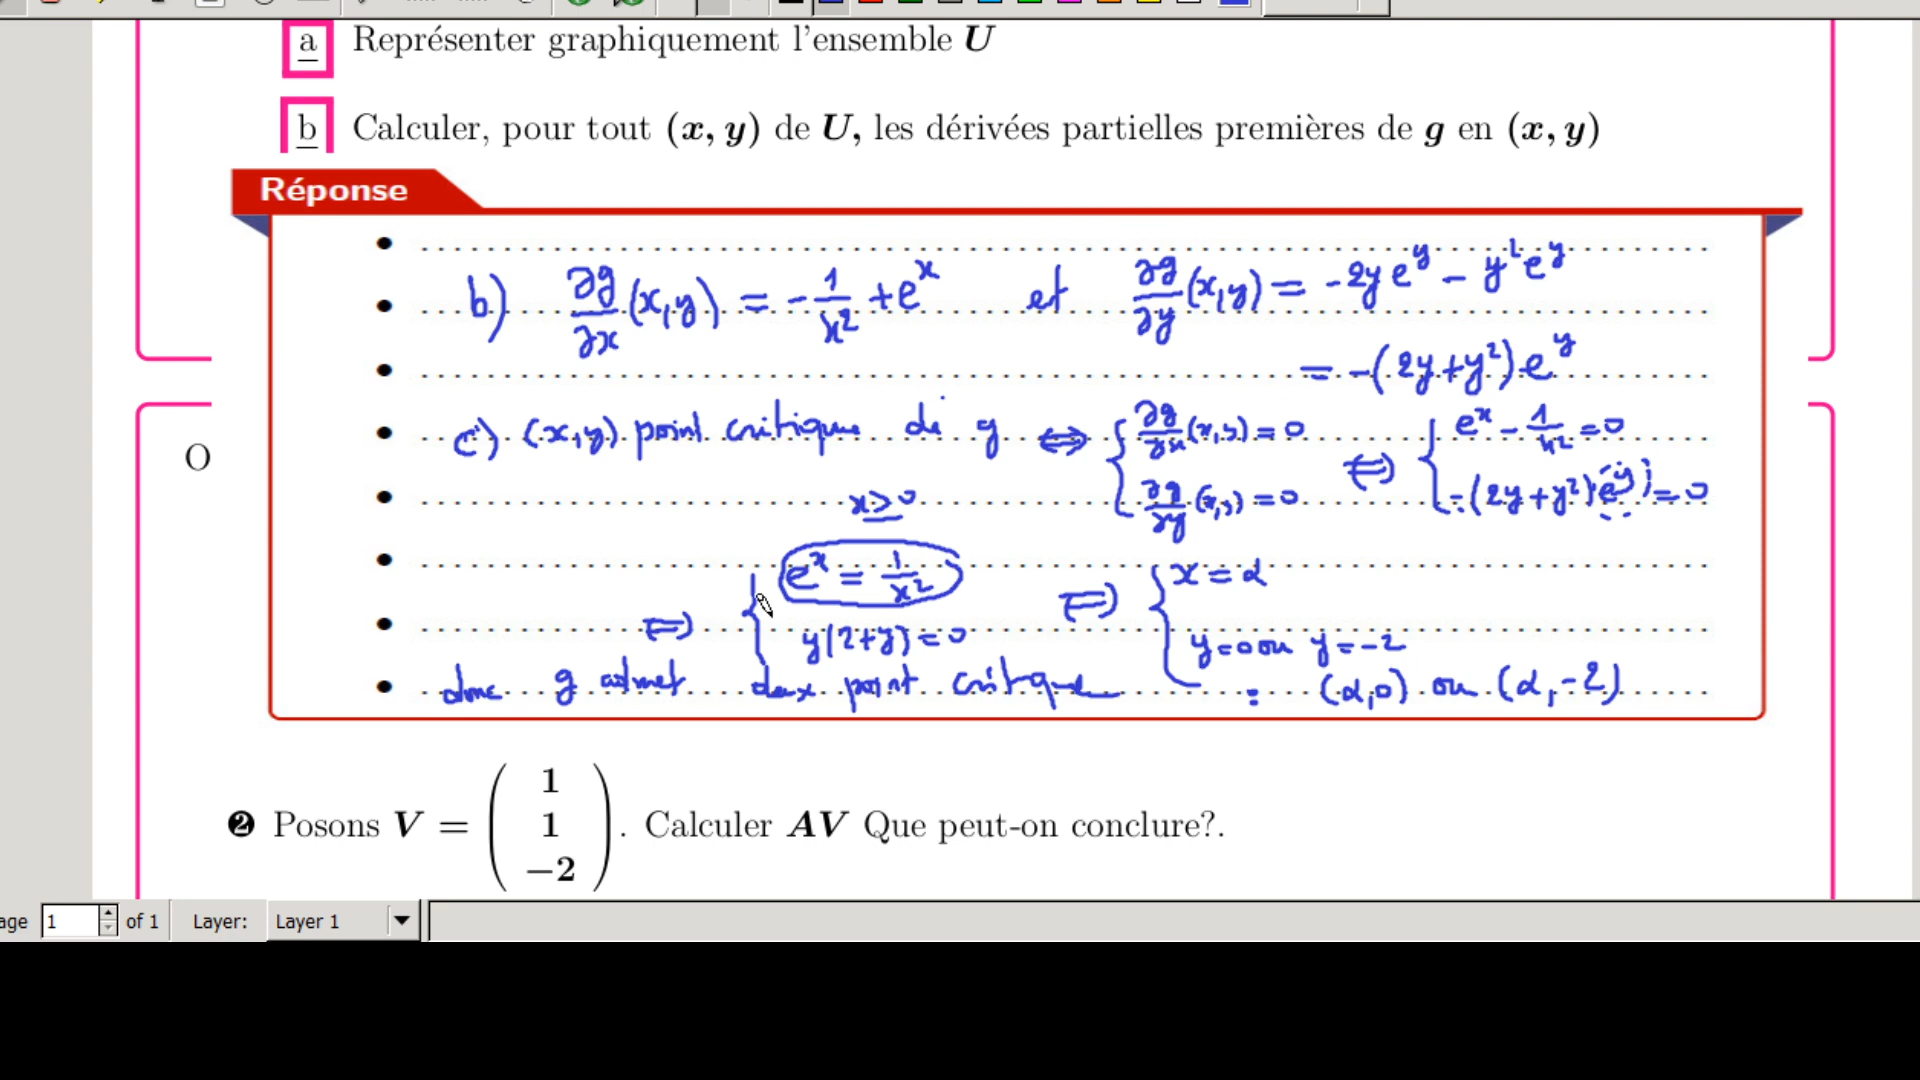 a Représenter graphiquement l'ensemble U
b Calculer, pour tout (x, y) de U, les dérivées partielles premières de g en (x, y)
Réponse
b) ∂g/∂x (x,y) = -1/x² + e^x et ∂g/∂y (x,y) = -2y e^y - y² e^y
= -(2y+y²) e^y
c) (x,y) point critique de g ⟺ { ∂g/∂x (x,y) = 0 ⟺ { e^x - 1/x² = 0
x > 0 ∂g/∂y (x,y) = 0 -(2y+y²) e^y = 0
⟺ { e^x = 1/x² ⟺ { x = α
y(2+y) = 0 y = 0 ou y = -2
donc g admet deux point critique : (α,0) ou (α,-2)
O
❷ Posons V = ( 1 1 −2 ). Calculer AV Que peut-on conclure?.
age 1 of 1 Layer: Layer 1